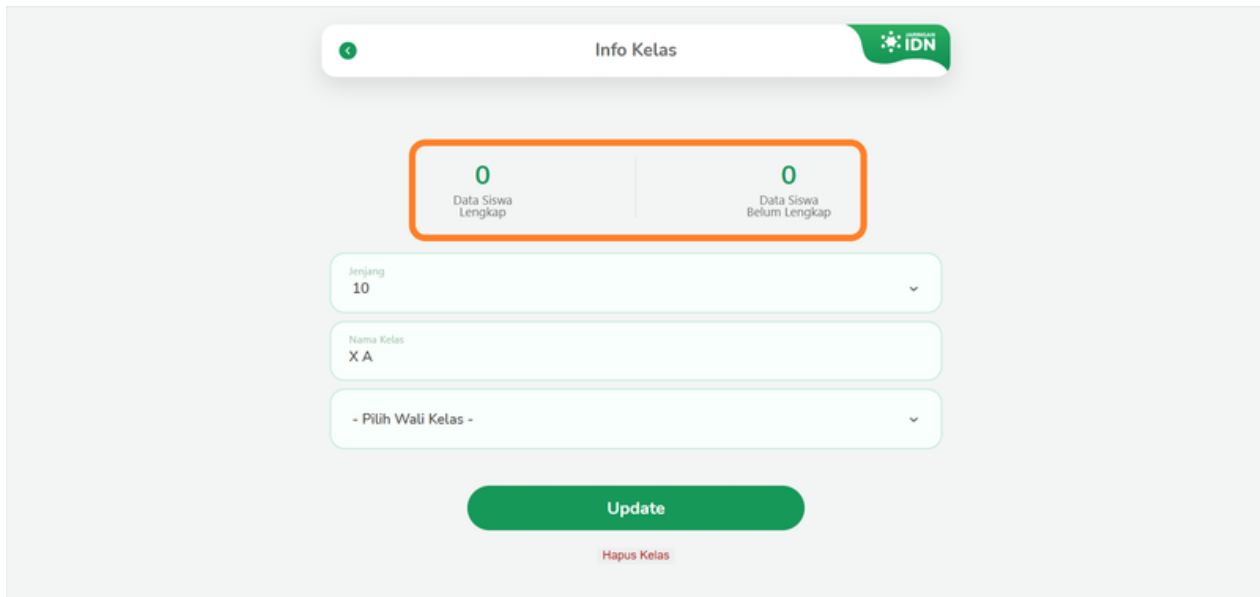 Info Kelas
JARINGAN
IDN
0
Data Siswa
Lengkap
0
Data Siswa
Belum Lengkap
Jenjang
10
Nama Kelas
X A
- Pilih Wali Kelas -
Update
Hapus Kelas